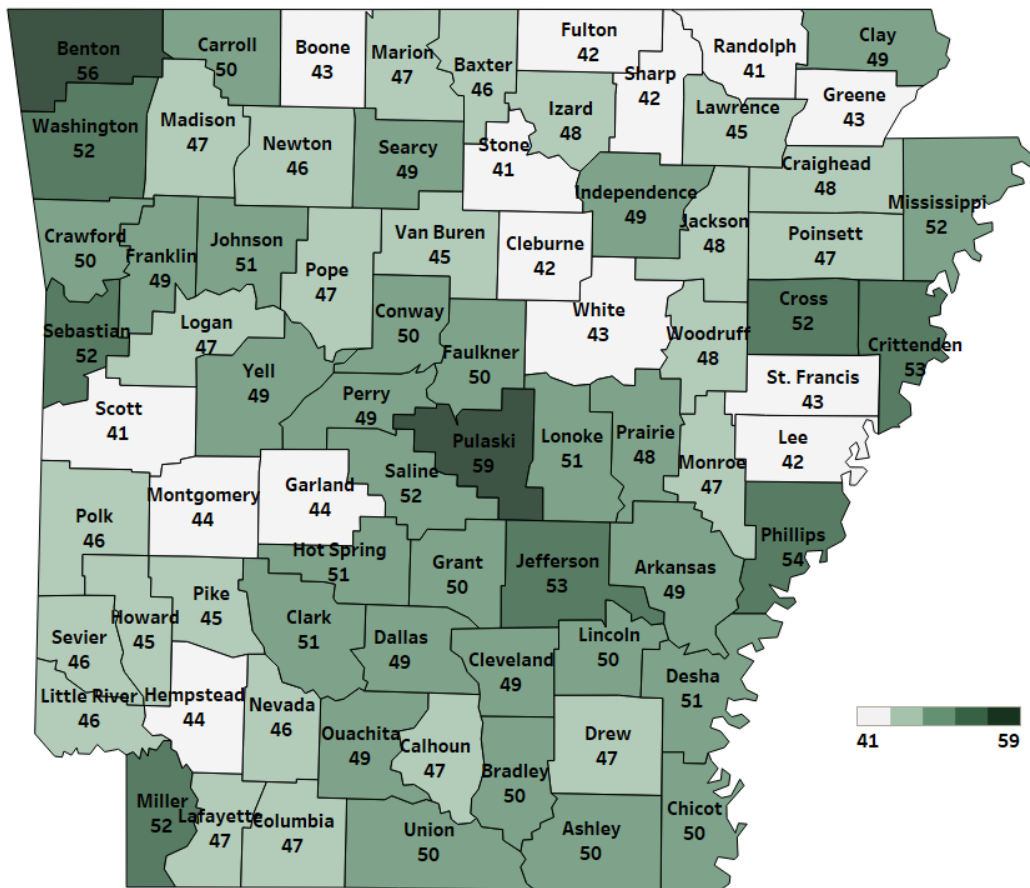 Benton
56
Carroll
50
Boone
43
Marion
47
Baxter
46
Fulton
42
Sharp
42
Randolph
41
Clay
49
Greene
43
Washington
52
Madison
47
Newton
46
Searcy
49
Stone
41
Izard
48
Lawrence
45
Craighead
48
Mississippi
52
Independence
49
Jackson
48
Poinsett
47
Crawford
50
Franklin
49
Johnson
51
Pope
47
Van Buren
45
Cleburne
42
White
43
Woodruff
48
Cross
52
Crittenden
53
Sebastian
52
Logan
47
Conway
50
Faulkner
50
Yell
49
Perry
49
St. Francis
43
Scott
41
Pulaski
59
Lonoke
51
Prairie
48
Monroe
47
Lee
42
Saline
52
Garland
44
Montgomery
44
Polk
46
Hot Spring
51
Grant
50
Jefferson
53
Arkansas
49
Phillips
54
Pike
45
Howard
45
Sevier
46
Clark
51
Dallas
49
Cleveland
49
Lincoln
50
Desha
51
Little River
46
Hempstead
44
Nevada
46
Ouachita
49
Calhoun
47
Bradley
50
Drew
47
41 59
Miller
52
Lafayette
47
Columbia
47
Union
50
Ashley
50
Chicot
50